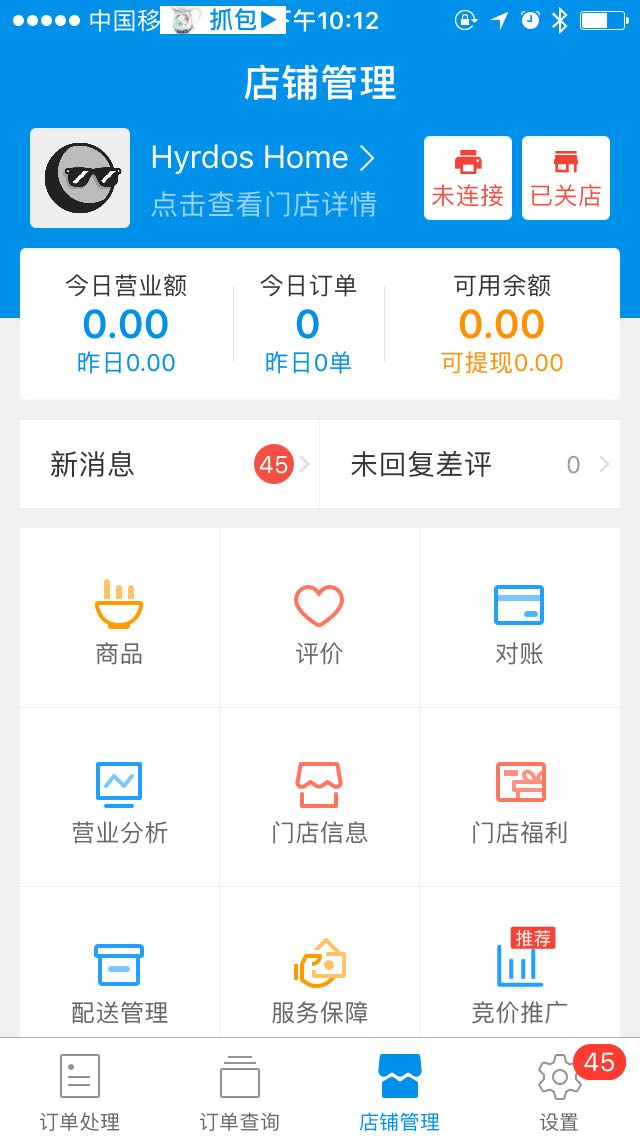 中国移 抓包 下午10:12
店铺管理
Hyrdos Home
点击查看门店详情
未连接
已关店
今日营业额 今日订单 可用余额
0.00 0 0.00
昨日0.00 昨日0单 可提现0.00
新消息 45 未回复差评 0
商品 评价 对账
营业分析 门店信息 门店福利
推荐
配送管理 服务保障 竞价推广
45
订单处理 订单查询 店铺管理 设置